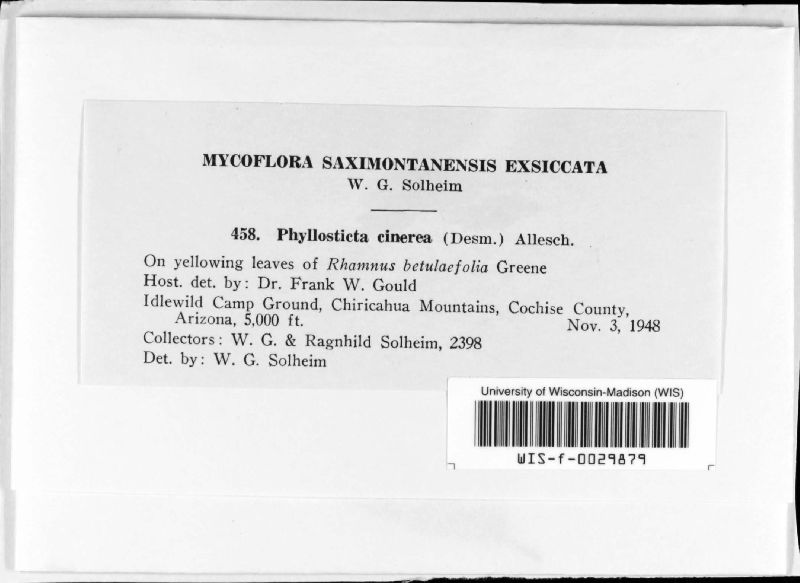 MYCOFLORA SAXIMONTANENSIS EXSICCATA
W. G. Solheim
458. Phyllosticta cinerea (Desm.) Allesch.
On yellowing leaves of Rhamnus betulaefolia Greene
Host. det. by: Dr. Frank W. Gould
Idlewild Camp Ground, Chiricahua Mountains, Cochise County,
Arizona, 5,000 ft. Nov. 3, 1948
Collectors: W. G. & Ragnhild Solheim, 2398
Det. by: W. G. Solheim
University of Wisconsin-Madison (WIS)
WIS-f-0029879